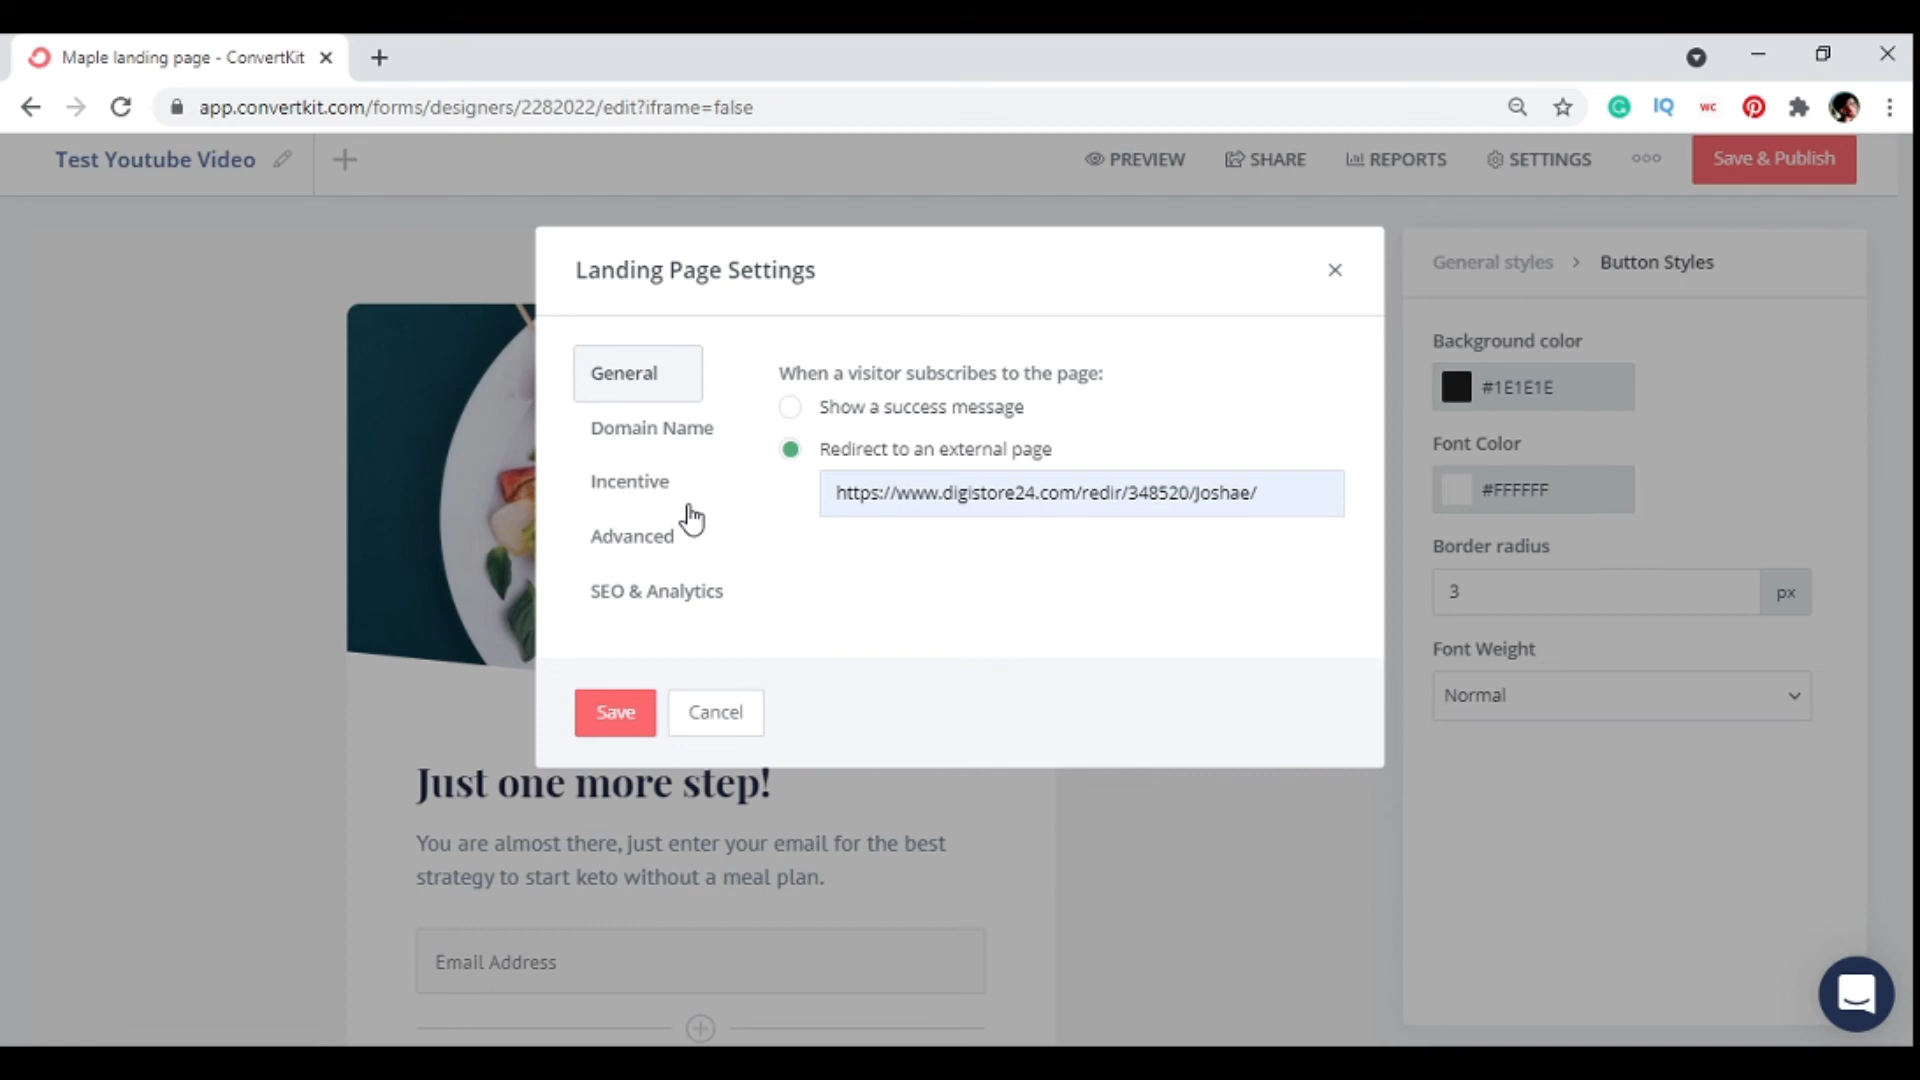 Maple landing page - ConvertKit
app.convertkit.com/forms/designers/2282022/edit?iframe=false
IQ
WC
Test Youtube Video
PREVIEW
SHARE
REPORTS
SETTINGS
Save & Publish
Landing Page Settings
General
Domain Name
Incentive
Advanced
SEO & Analytics
When a visitor subscribes to the page:
Show a success message
Redirect to an external page
https://www.digistore24.com/redir/348520/Joshae/
Save
Cancel
General styles > Button Styles
Background color
#1E1E1E
Font Color
#FFFFFF
Border radius
3 px
Font Weight
Normal
Just one more step!
You are almost there, just enter your email for the best
strategy to start keto without a meal plan.
Email Address